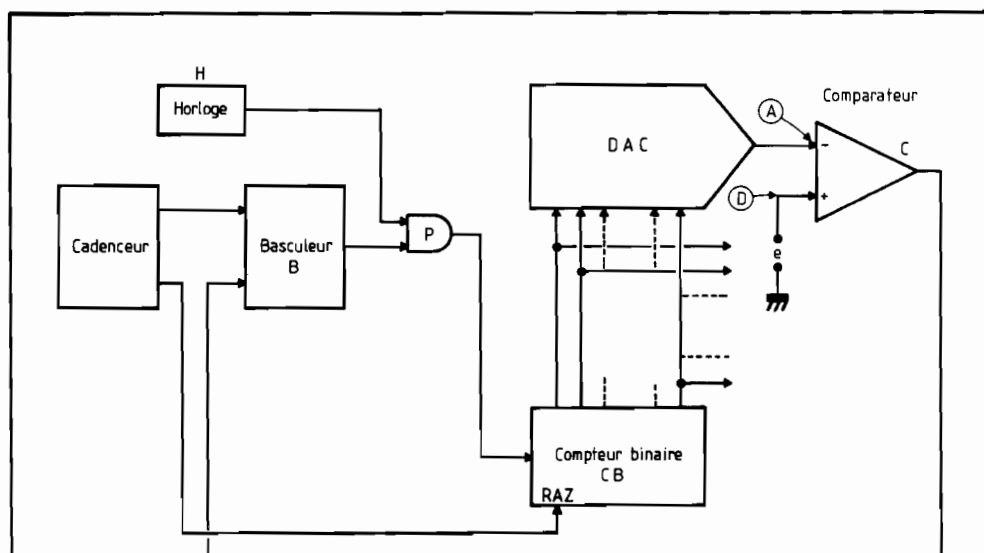 H
Horloge
Cadenceur
Basculeur
B
P
DAC
A
Comparateur
C
-
+
D
e
Compteur binaire
CB
RAZ